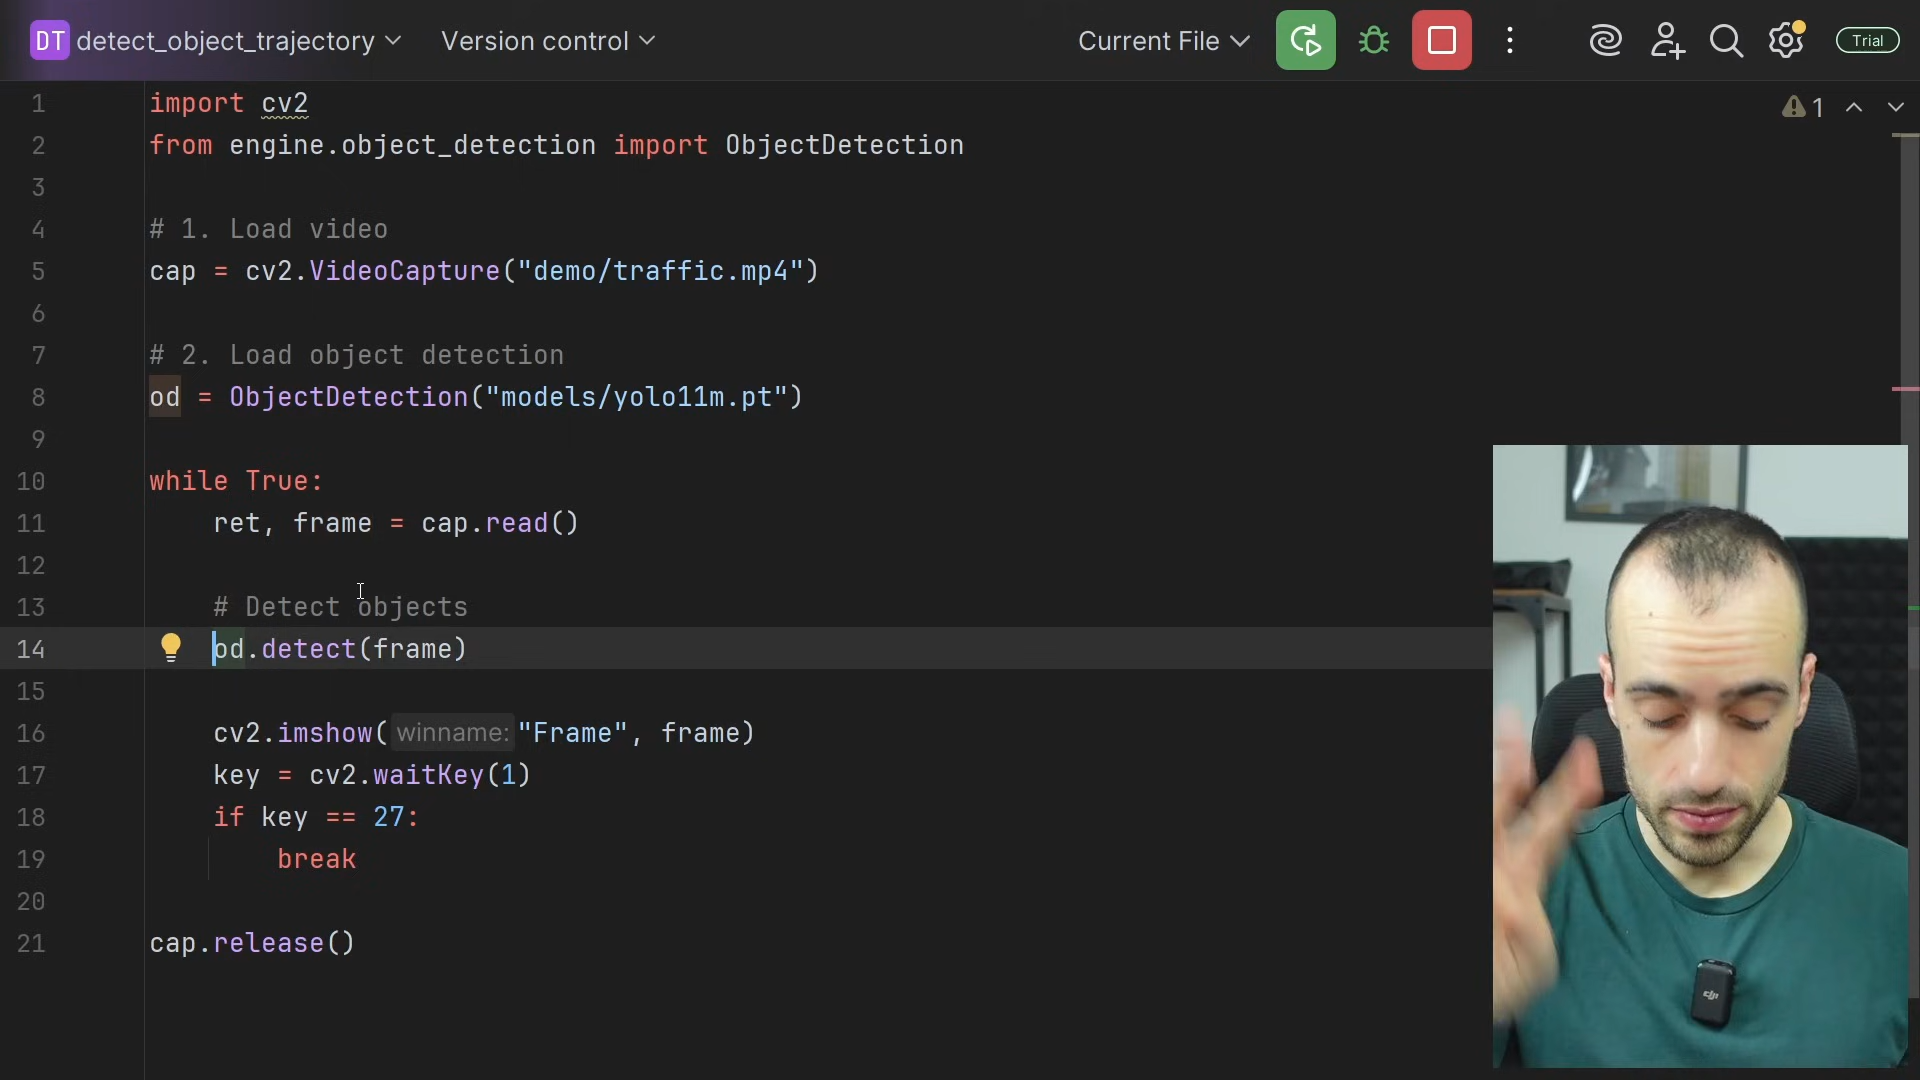 DT detect_object_trajectory Version control Current File Trial
1 import cv2 1
2 from engine.object_detection import ObjectDetection
3
4 # 1. Load video
5 cap = cv2.VideoCapture("demo/traffic.mp4")
6
7 # 2. Load object detection
8 od = ObjectDetection("models/yolo11m.pt")
9
10 while True:
11 ret, frame = cap.read()
12
13 # Detect objects
14 od.detect(frame)
15
16 cv2.imshow( winname: "Frame", frame)
17 key = cv2.waitKey(1)
18 if key == 27:
19 break
20
21 cap.release()
dji